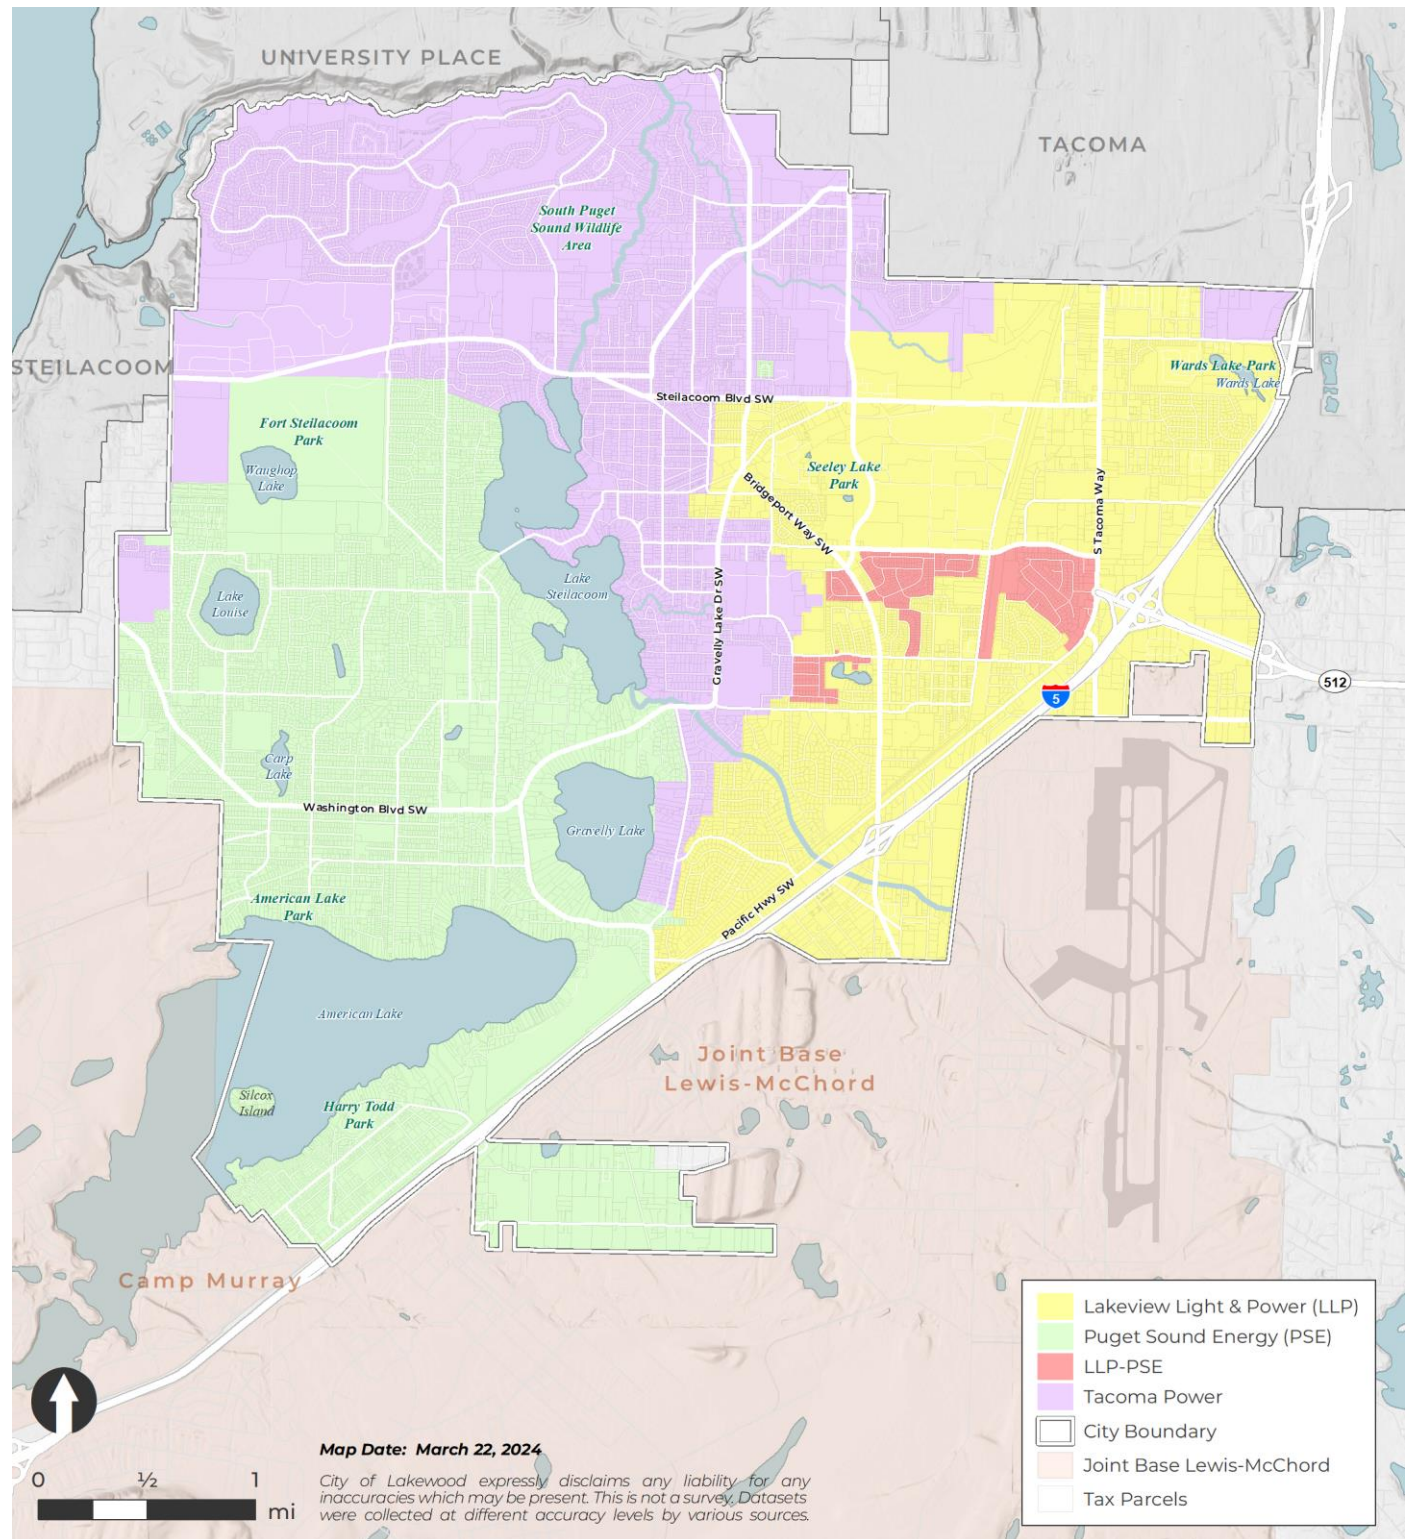 UNIVERSITY PLACE
TACOMA
South Puget
Sound Wildlife
Area
STEILACOOM
Wards Lake Park
Wards Lake
Steilacoom Blvd SW
Fort Steilacoom
Park
Waughop
Lake
Seeley Lake
Park
Bridgeport Way SW
S Tacoma Way
Lake
Louise
Lake
Steilacoom
Gravelly Lake Dr SW
512
5
Carp
Lake
Washington Blvd SW
Gravelly Lake
American Lake
Park
Pacific Hwy SW
American Lake
Joint Base
Lewis-McChord
Silcox
Island
Harry Todd
Park
Camp Murray
Lakeview Light & Power (LLP)
Puget Sound Energy (PSE)
LLP-PSE
Tacoma Power
City Boundary
Joint Base Lewis-McChord
Tax Parcels
Map Date: March 22, 2024
0 ½ 1
mi
City of Lakewood expressly disclaims any liability for any
inaccuracies which may be present. This is not a survey. Datasets
were collected at different accuracy levels by various sources.